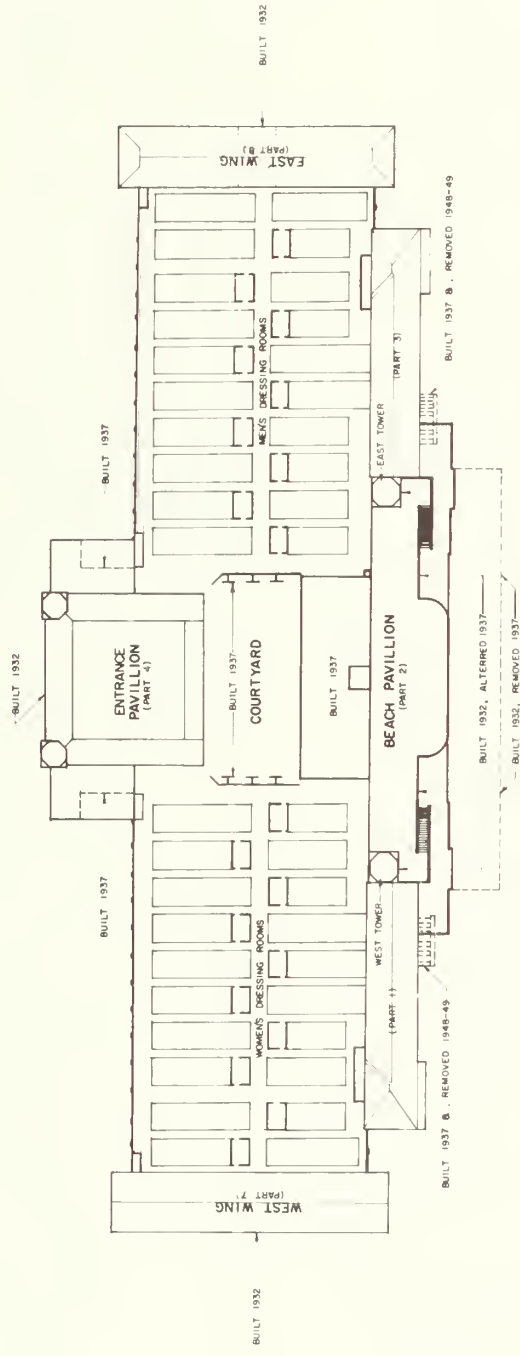 BUILT 1932
BUILT 1937
BUILT 1937
ENTRANCE
PAVILLION
(PART 4)
BUILT 1932
WEST WING
(PART 7)
WOMEN'S DRESSING ROOMS
BUILT 1937
COURTYARD
BUILT 1937
MEN'S DRESSING ROOMS
EAST WING
(PART 8)
BUILT 1932
WEST TOWER
(PART 1)
BEACH PAVILLION
(PART 2)
EAST TOWER
(PART 3)
BUILT 1937 & , REMOVED 1948-49
BUILT 1932, ALTERRED 1937
BUILT 1932, REMOVED 1937
BUILT 1937 & , REMOVED 1948-49